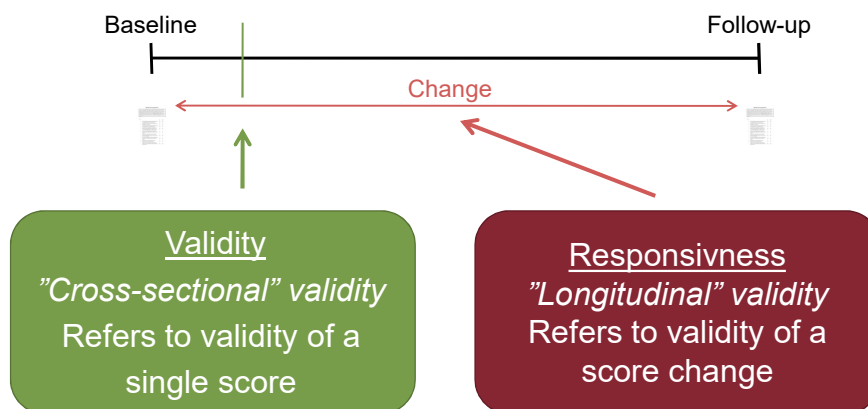 Baseline
Follow-up
Change
Validity
”Cross-sectional” validity
Refers to validity of a
single score
Responsivness
”Longitudinal” validity
Refers to validity of a
score change